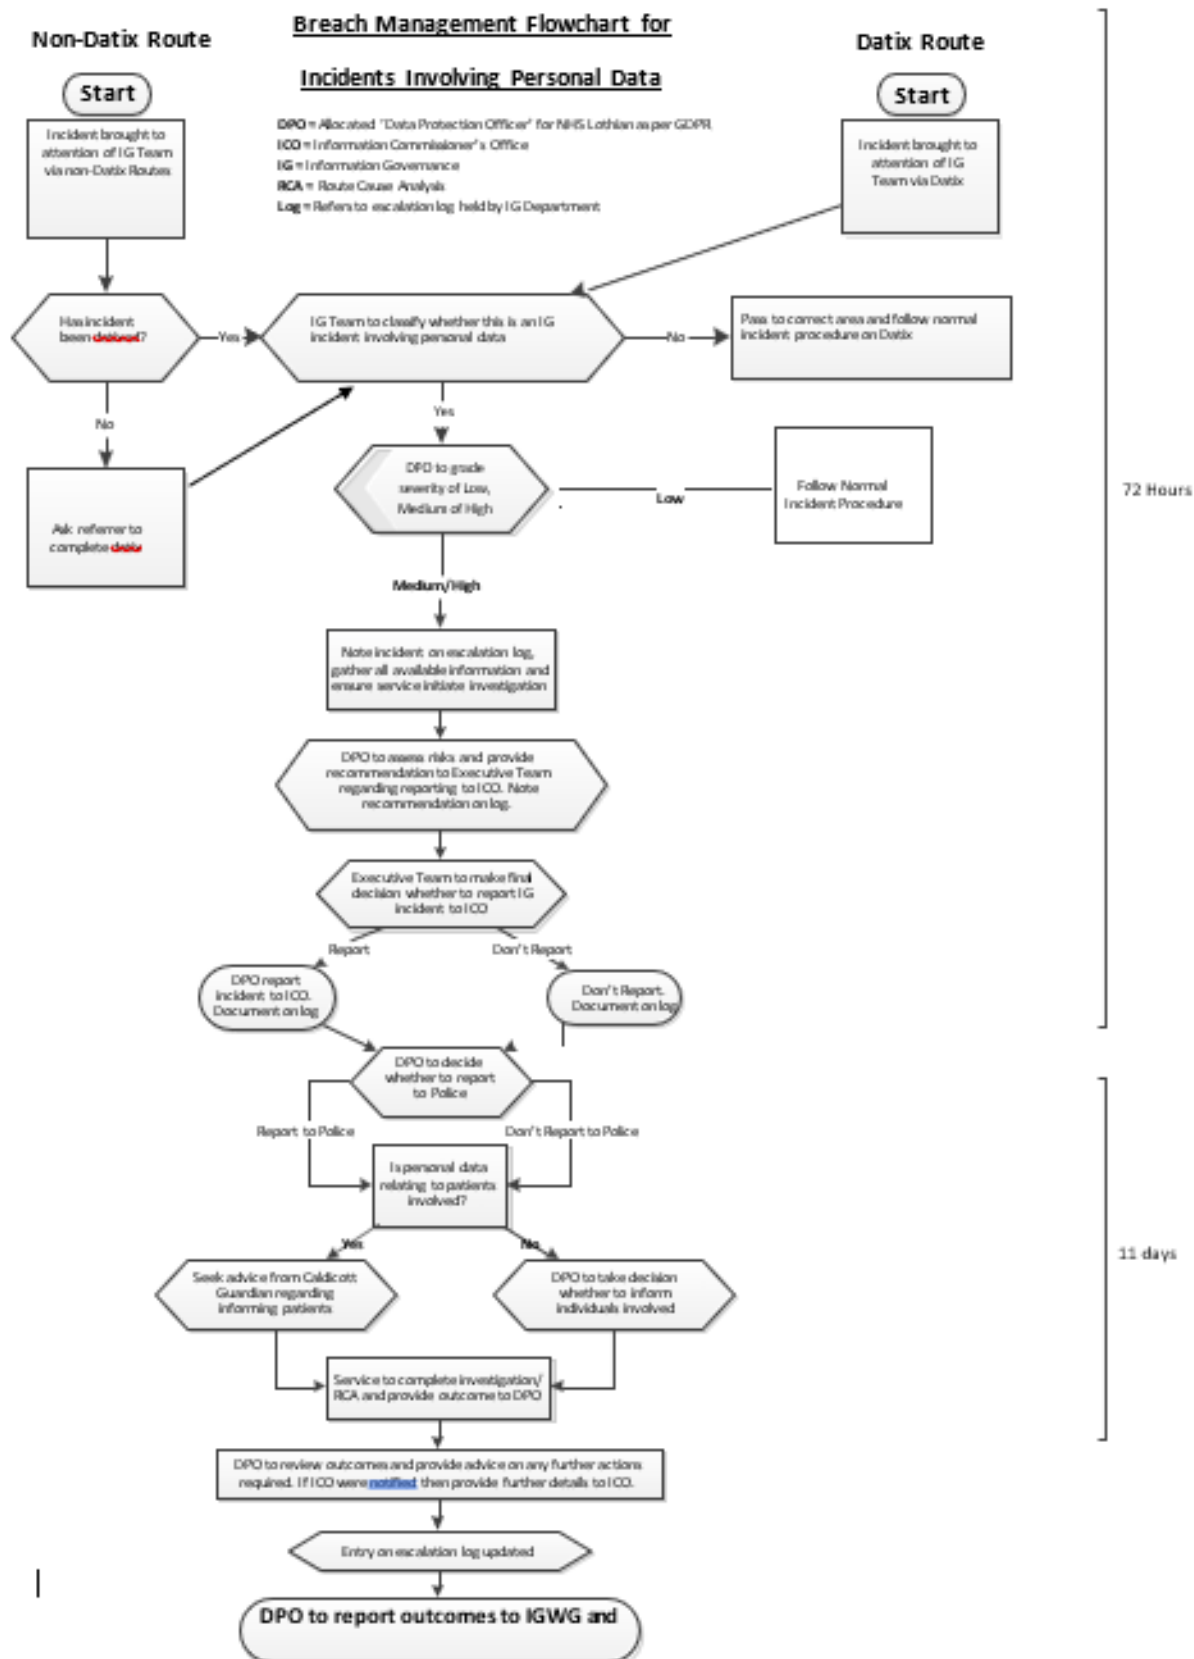 Non-Datix Route
Breach Management Flowchart for
Incidents Involving Personal Data
Datix Route
Start
Start
DPO = Allocated "Data Protection Officer" for NHS Lothian as per GDPR
ICO = Information Commissioner's Office
IG = Information Governance
RCA = Route Cause Analysis
Log = Refers to escalation log held by IG Department
Incident brought to
attention of IG Team
via non-Datix Routes
Incident brought to
attention of IG
Team via Datix
Has incident
been ?
Yes
IG Team to classify whether this is an IG
incident involving personal data
No
Pass to correct area and follow normal
incident procedure on Datix
No
Yes
Ask referrer to
complete datix
DPO to grade
severity of Low,
Medium of High
Low
Follow Normal
Incident Procedure
72 Hours
Medium/High
Note incident on escalation log,
gather all available information and
ensure service initiate investigation
DPO to assess risks and provide
recommendation to Executive Team
regarding reporting to ICO. Note
recommendation on log.
Executive Team to make final
decision whether to report IG
incident to ICO
Report
Don't Report
DPO report
incident to ICO.
Document on log
Don't Report.
Document on log
DPO to decide
whether to report
to Police
Report to Police
Don't Report to Police
Is personal data
relating to patients
involved?
Yes
No
Seek advice from Caldicott
Guardian regarding
informing patients
DPO to take decision
whether to inform
individuals involved
11 days
Service to complete investigation/
RCA and provide outcome to DPO
DPO to review outcomes and provide advice on any further actions
required. If ICO were notified then provide further details to ICO.
Entry on escalation log updated
DPO to report outcomes to IGWG and